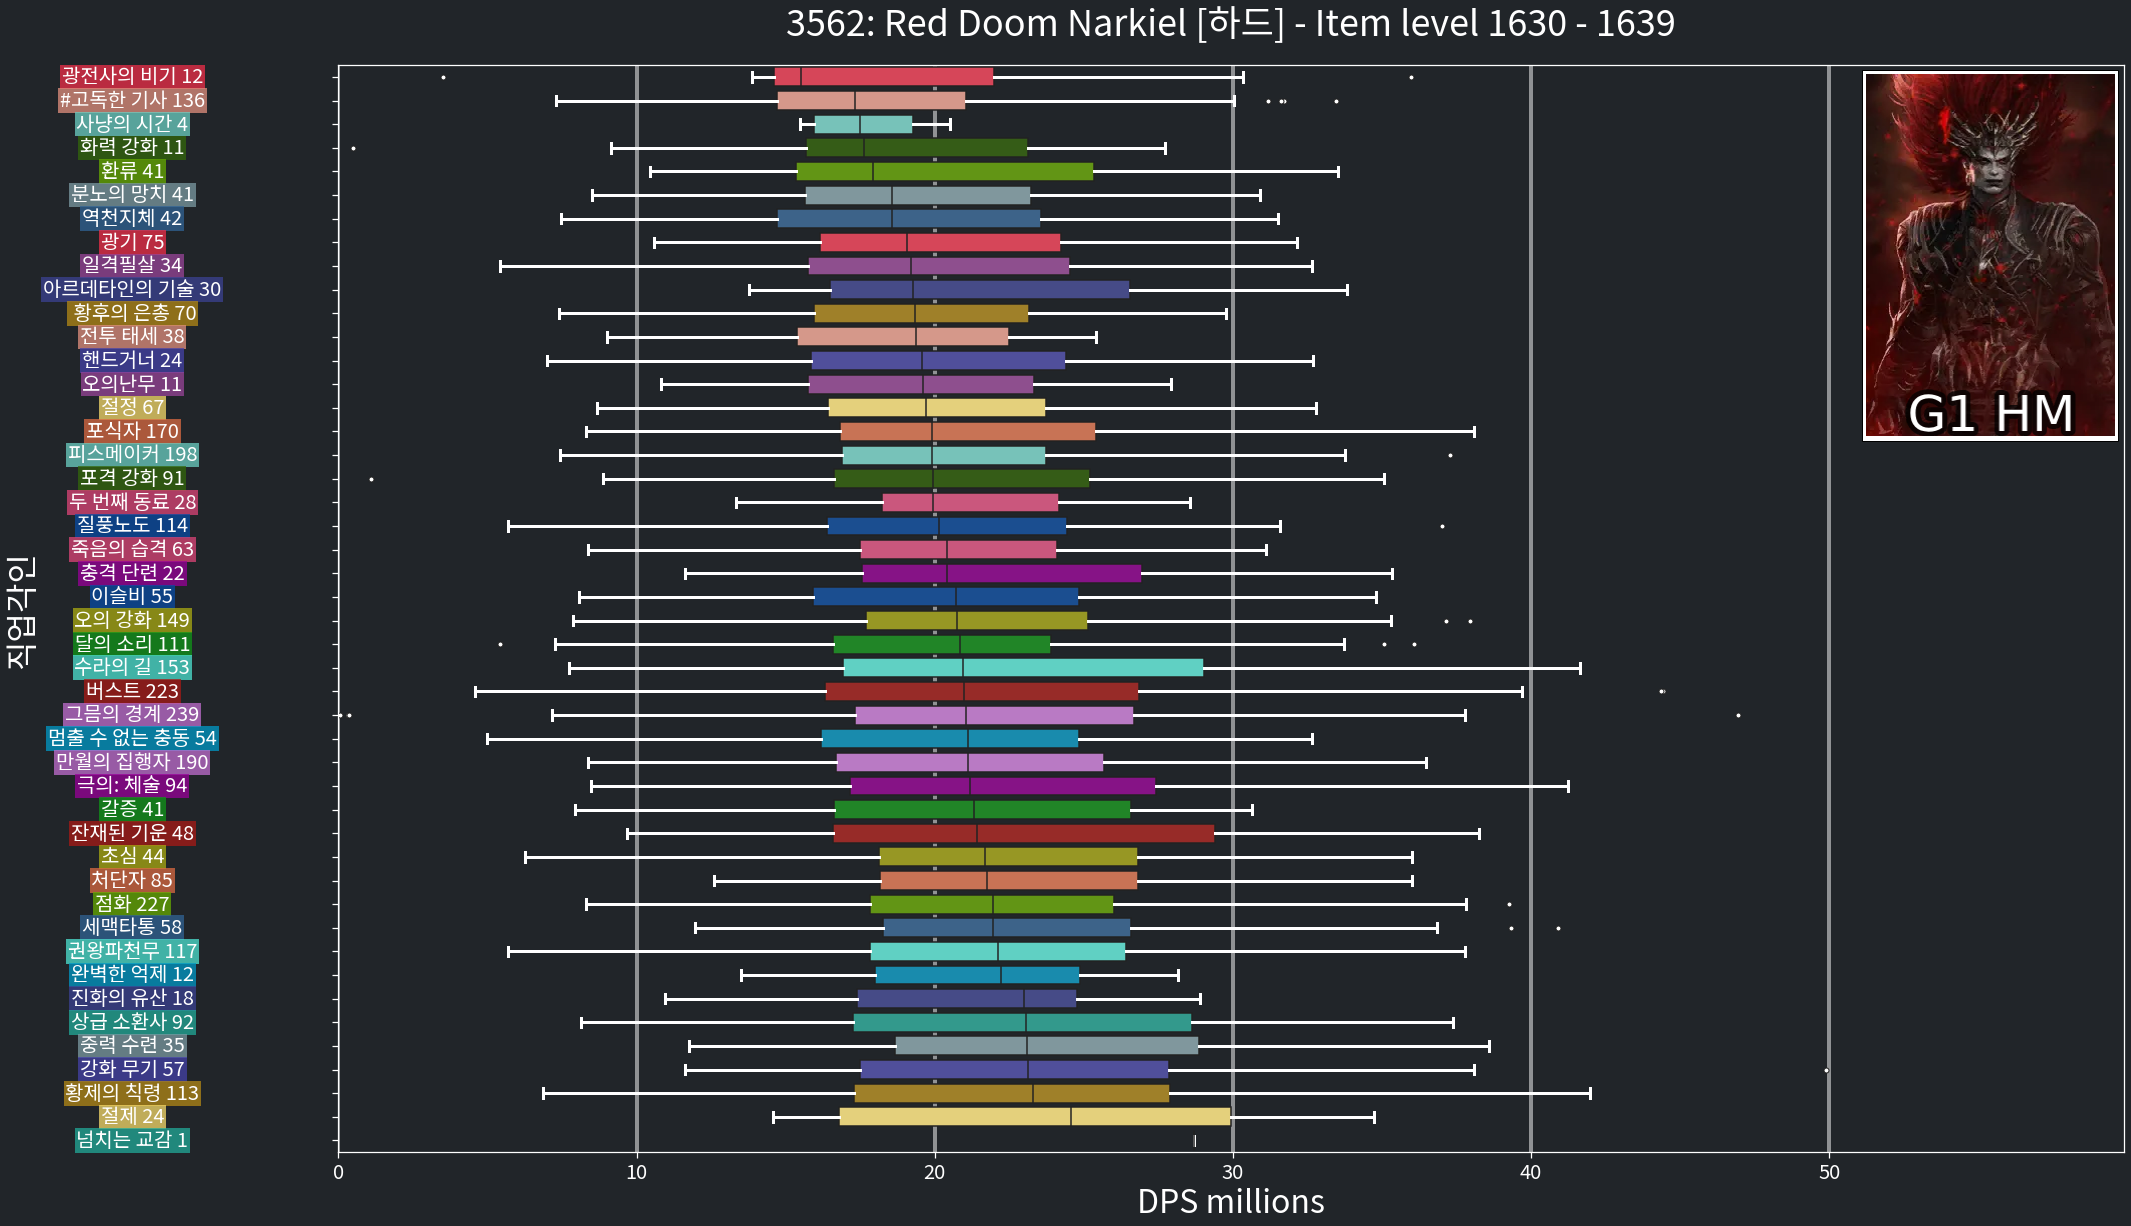 3562: Red Doom Narkiel [하드] - Item level 1630 - 1639
광전사의 비기 12
#고독한 기사 136
사냥의 시간 4
화력 강화 11
환류 41
분노의 망치 41
역천지체 42
광기 75
일격필살 34
아르데타인의 기술 30
황후의 은총 70
전투 태세 38
핸드거너 24
오의난무 11
절정 67
포식자 170
피스메이커 198
포격 강화 91
두 번째 동료 28
질풍노도 114
죽음의 습격 63
충격 단련 22
이슬비 55
오의 강화 149
달의 소리 111
수라의 길 153
버스트 223
그믐의 경계 239
멈출 수 없는 충동 54
만월의 집행자 190
극의: 체술 94
갈증 41
잔재된 기운 48
초심 44
처단자 85
점화 227
세맥타통 58
권왕파천무 117
완벽한 억제 12
진화의 유산 18
상급 소환사 92
중력 수련 35
강화 무기 57
황제의 칙령 113
절제 24
넘치는 교감 1
직업각인
G1 HM
0 10 20 30 40 50
DPS millions